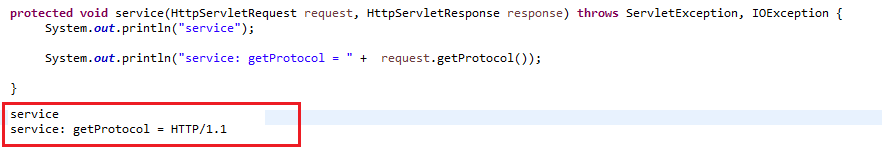 protected void service(HttpServletRequest request, HttpServletResponse response) throws ServletException, IOException {
System.out.println("service");
System.out.println("service: getProtocol = " +  request.getProtocol());
}
service
service: getProtocol = HTTP/1.1